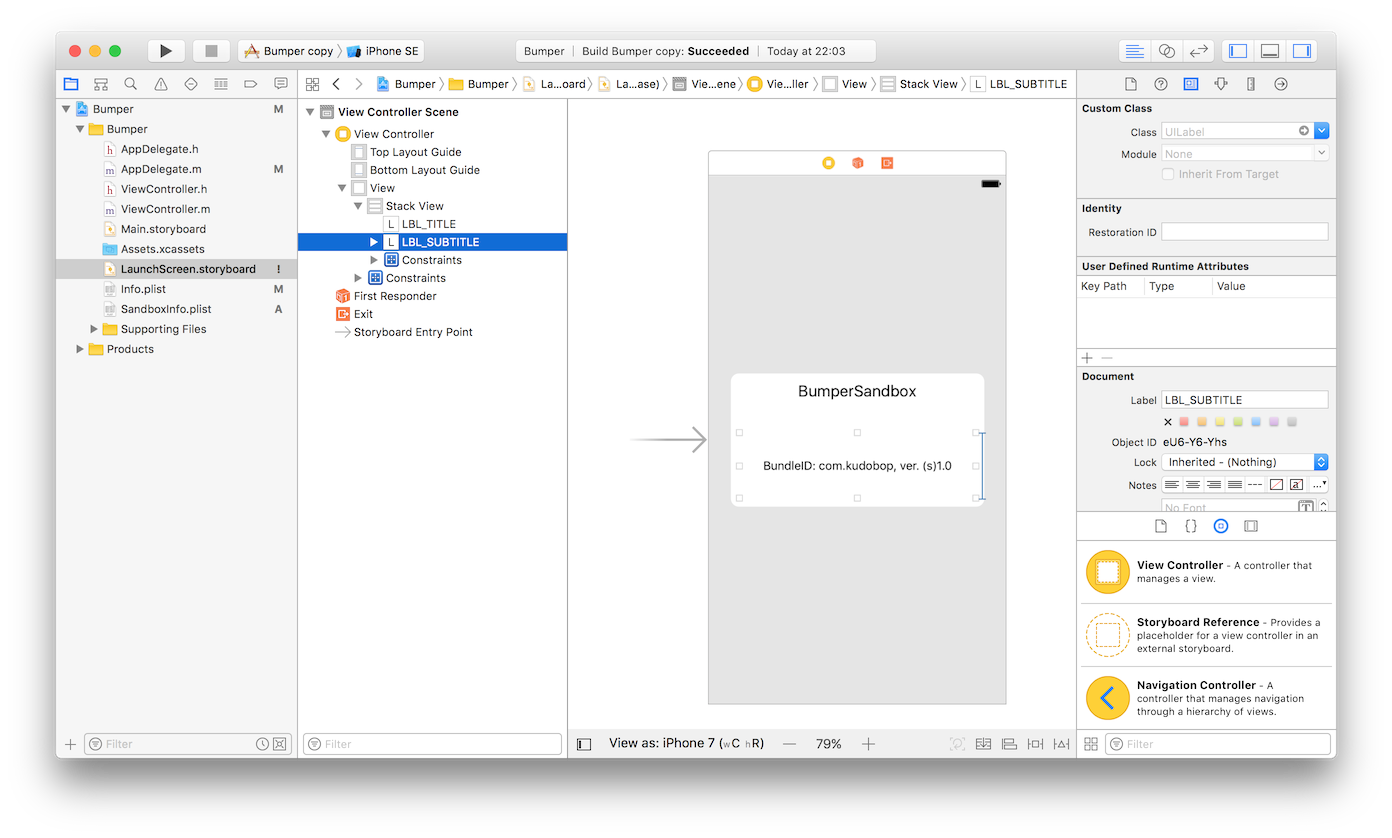 Bumper copy
iPhone SE
Bumper | Build Bumper copy: Succeeded | Today at 22:03
Bumper
Bumper
La...oard
La...ase)
Vie...ene
Vie...ller
View
Stack View
L LBL_SUBTITLE
Bumper M
Bumper
h AppDelegate.h
m AppDelegate.m M
h ViewController.h
m ViewController.m
Main.storyboard
Assets.xcassets
LaunchScreen.storyboard !
Info.plist M
SandboxInfo.plist A
Supporting Files
Products
Filter
View Controller Scene
View Controller
Top Layout Guide
Bottom Layout Guide
View
Stack View
L LBL_TITLE
L LBL_SUBTITLE
Constraints
Constraints
First Responder
Exit
Storyboard Entry Point
Filter
BumperSandbox
BundleID: com.kudobop, ver. (s)1.0
View as: iPhone 7 (wC hR)
79%
Custom Class
Class UILabel
Module None
Inherit From Target
Identity
Restoration ID
User Defined Runtime Attributes
Key Path Type Value
Document
Label LBL_SUBTITLE
Object ID eU6-Y6-Yhs
Lock Inherited - (Nothing)
Notes
No Font
View Controller - A controller that
manages a view.
Storyboard Reference - Provides a
placeholder for a view controller in an
external storyboard.
Navigation Controller - A
controller that manages navigation
through a hierarchy of views.
Filter